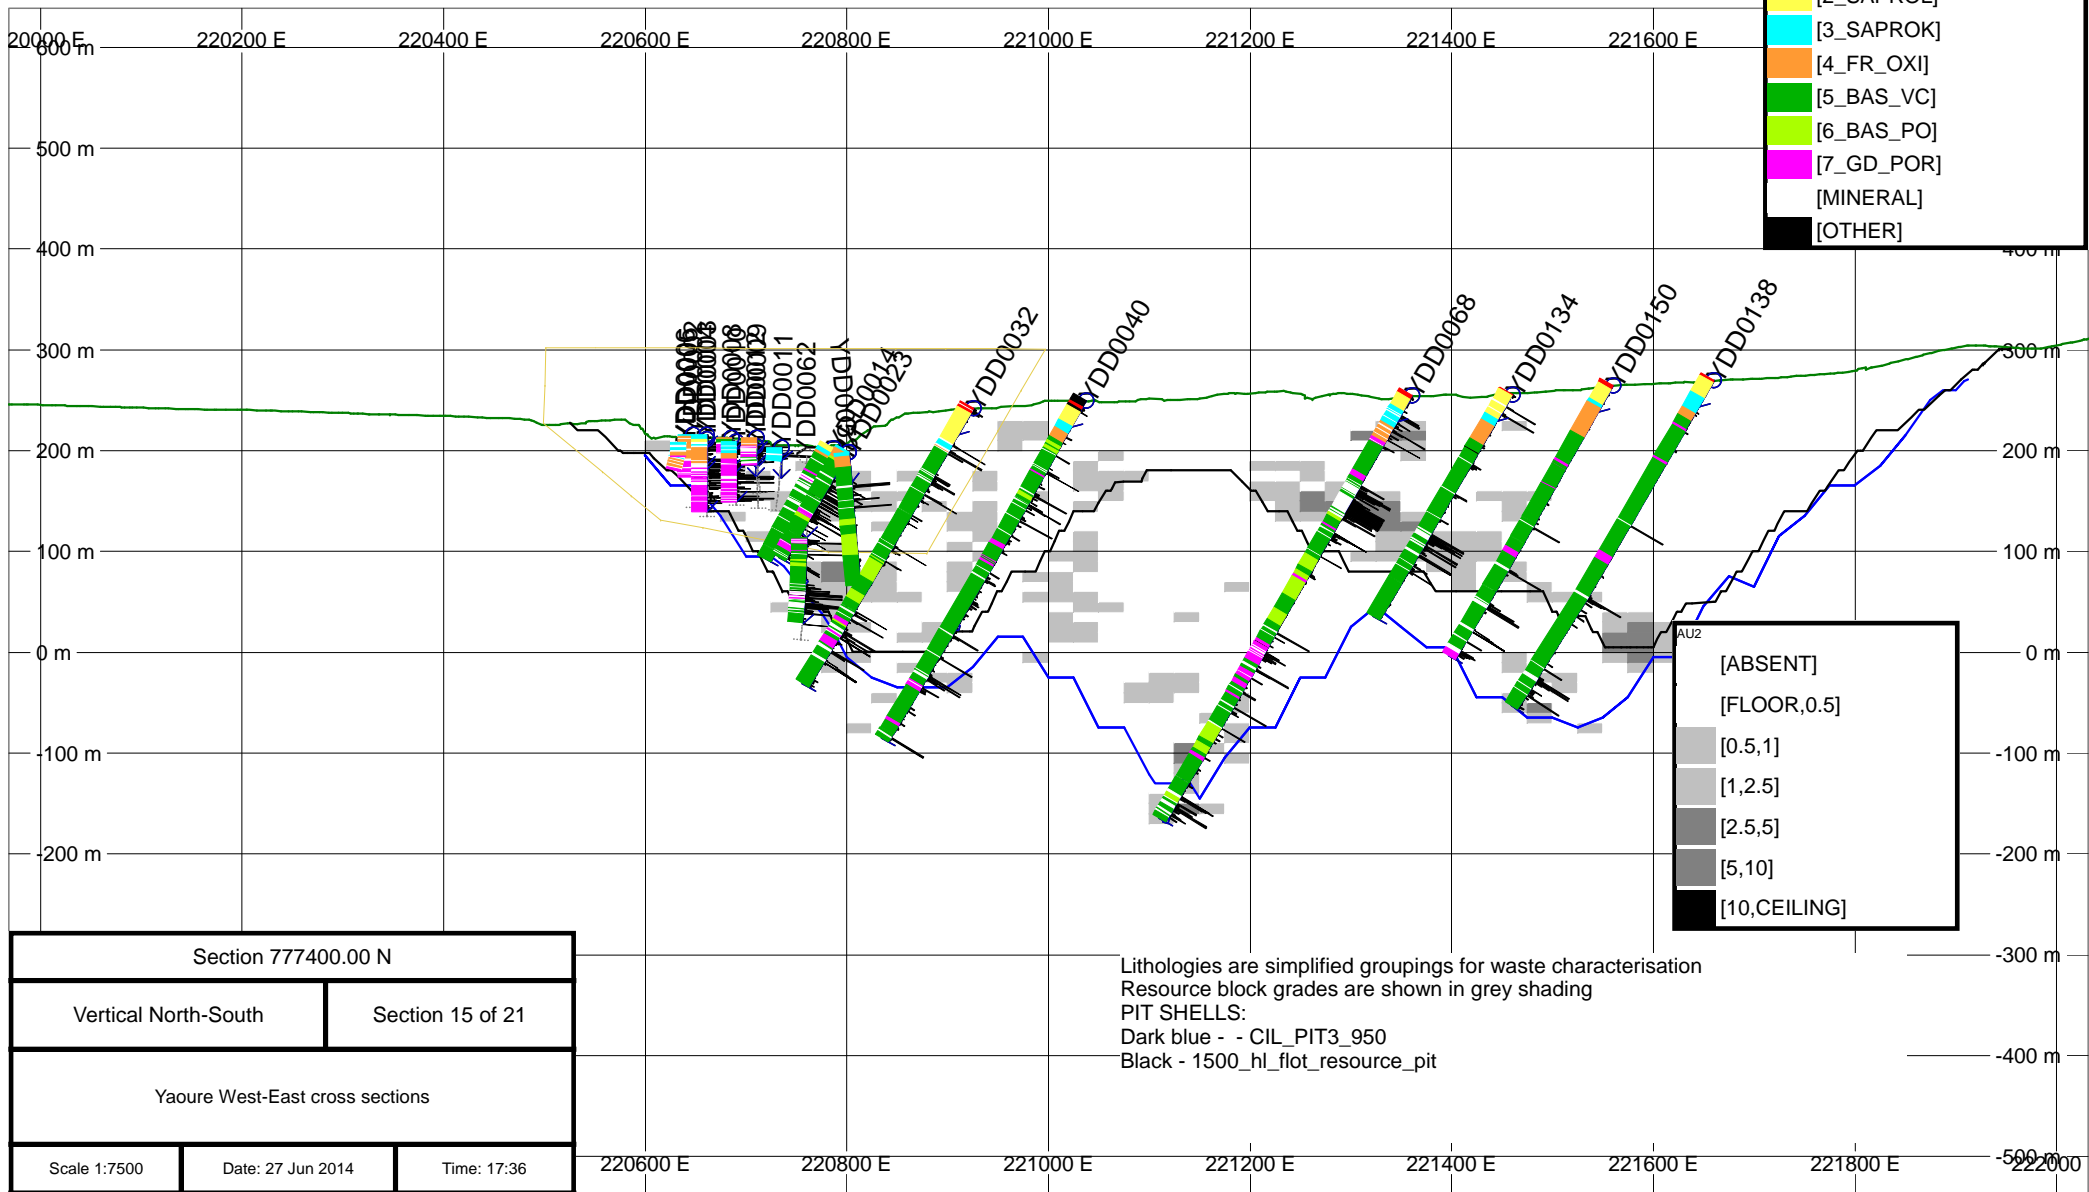 [2_SAPROL]
[3_SAPROK]
[4_FR_OXI]
[5_BAS_VC]
[6_BAS_PO]
[7_GD_POR]
[MINERAL]
[OTHER]
220000 E 220200 E 220400 E 220600 E 220800 E 221000 E 221200 E 221400 E 221600 E
600 m
500 m
400 m 400 m
300 m 300 m
200 m 200 m
100 m 100 m
0 m 0 m
-100 m -100 m
-200 m -200 m
-300 m
-400 m
-500 m
YDD0011
YDD0062
YDD0014
YDD0023
YDD0032
YDD0040
YDD0068
YDD0134
YDD0150
YDD0138
AU2
[ABSENT]
[FLOOR,0.5]
[0.5,1]
[1,2.5]
[2.5,5]
[5,10]
[10,CEILING]
Section 777400.00 N
Vertical North-South Section 15 of 21
Yaoure West-East cross sections
Scale 1:7500 Date: 27 Jun 2014 Time: 17:36
Lithologies are simplified groupings for waste characterisation
Resource block grades are shown in grey shading
PIT SHELLS:
Dark blue - - CIL_PIT3_950
Black - 1500_hl_flot_resource_pit
220600 E 220800 E 221000 E 221200 E 221400 E 221600 E 221800 E 222000